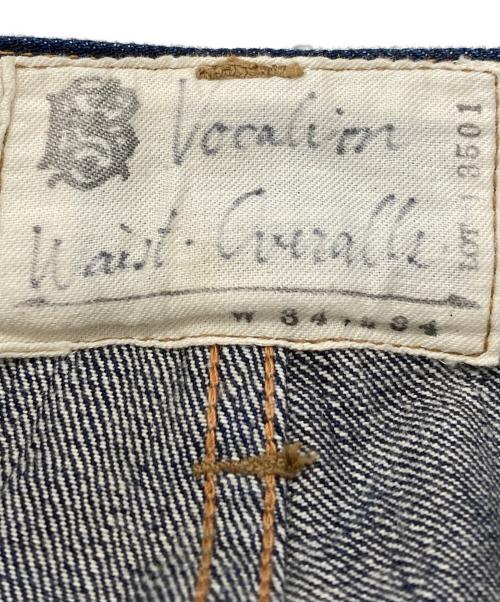 Vocalion
Waist. Overalls.
W 34 , L 34
LOT 3501